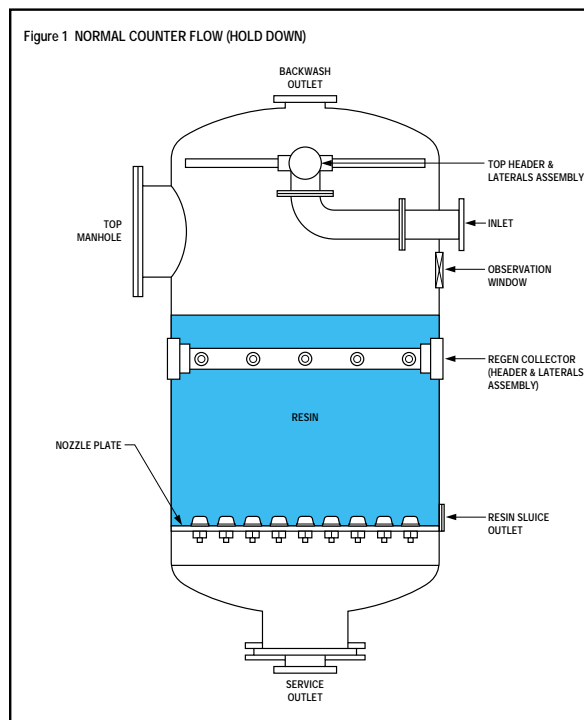 Figure 1 NORMAL COUNTER FLOW (HOLD DOWN)
BACKWASH
OUTLET
TOP HEADER &
LATERALS ASSEMBLY
TOP
MANHOLE
INLET
OBSERVATION
WINDOW
REGEN COLLECTOR
(HEADER & LATERALS
ASSEMBLY)
RESIN
NOZZLE PLATE
RESIN SLUICE
OUTLET
SERVICE
OUTLET